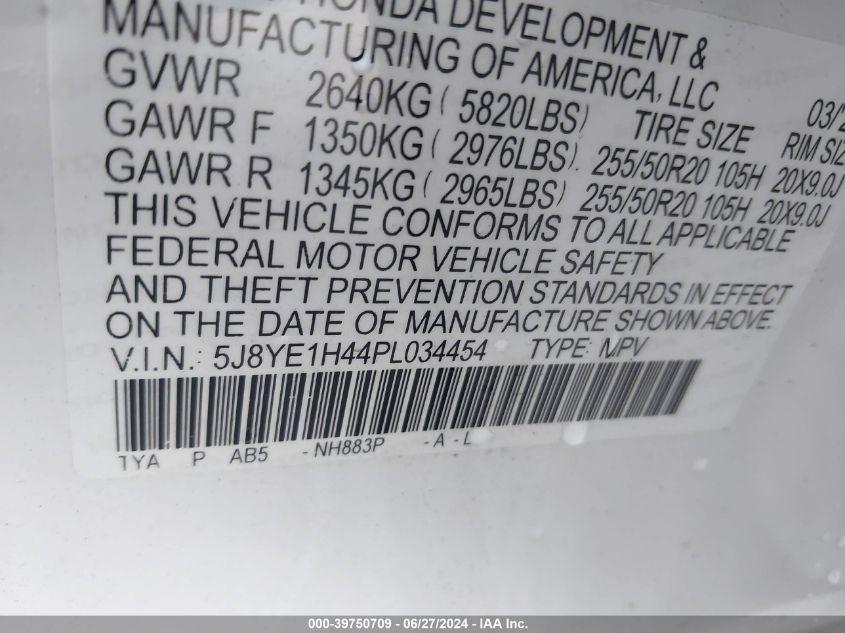 HONDA DEVELOPMENT &
MANUFACTURING OF AMERICA, LLC
GVWR 2640KG ( 5820LBS) TIRE SIZE RIM
GAWR F 1350KG ( 2976LBS) 255/50R20 105H 20X9.0J
GAWR R 1345KG ( 2965LBS) 255/50R20 105H 20X9.0J
THIS VEHICLE CONFORMS TO ALL APPLICABLE
FEDERAL MOTOR VEHICLE SAFETY
AND THEFT PREVENTION STANDARDS IN EFFECT
ON THE DATE OF MANUFACTURE SHOWN ABOVE.
V.I.N.: 5J8YE1H44PL034454 TYPE: MPV
TYA P AB5 - NH883P - A - L
000-39750709 - 06/27/2024 - IAA Inc.